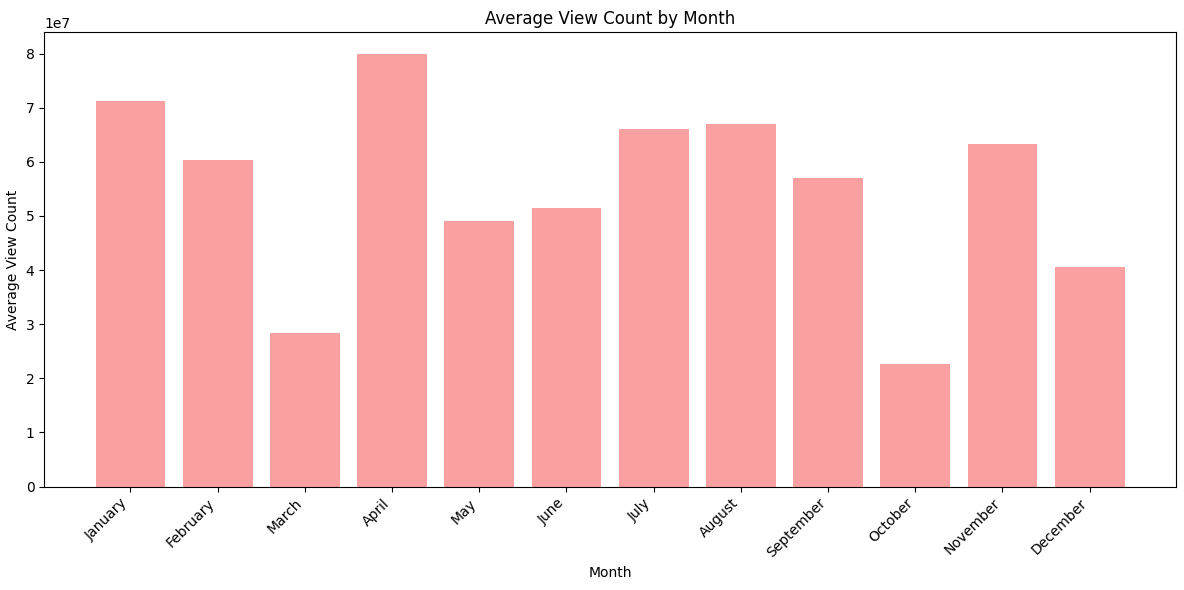 Average View Count by Month
1e7
8
7
6
5
4
3
2
1
0
Average View Count
January
February
March
April
May
June
July
August
September
October
November
December
Month